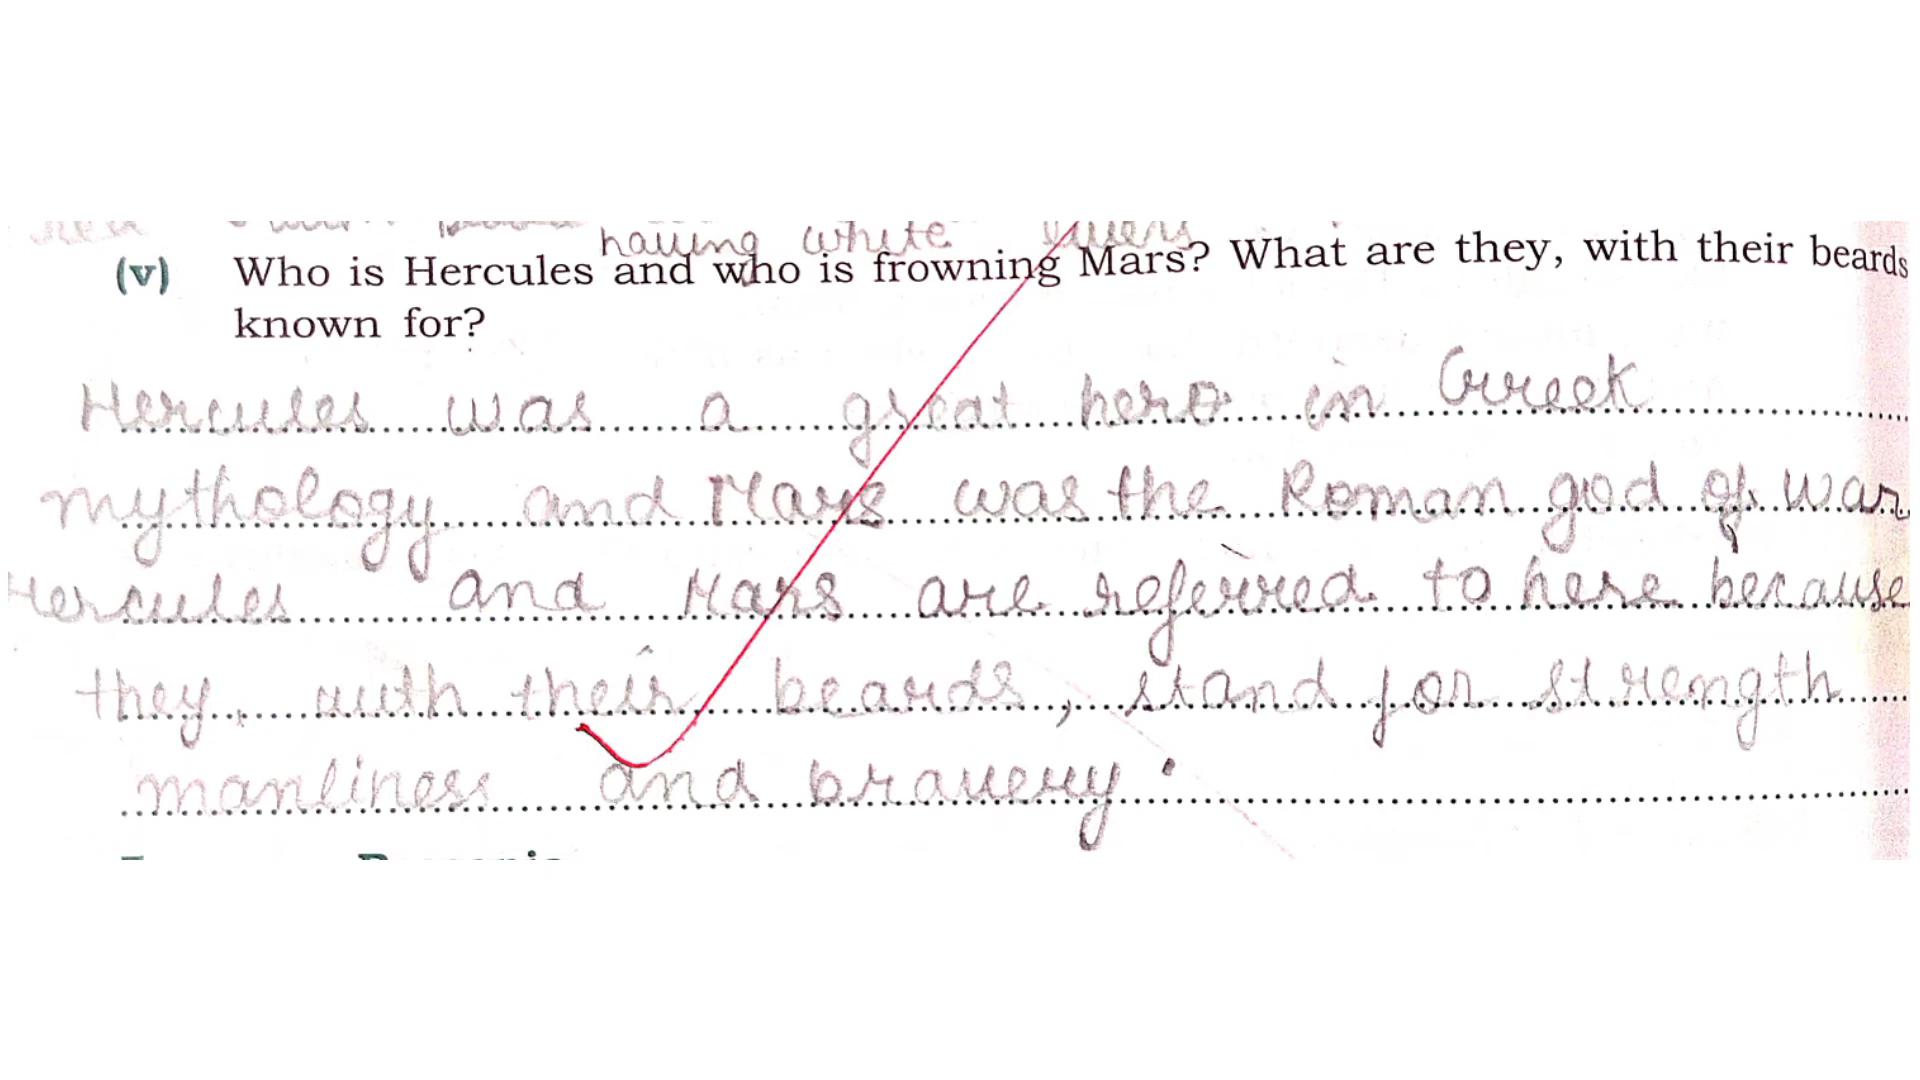 having white livers
(v) Who is Hercules and who is frowning Mars? What are they, with their beards
known for?
Hercules was a great hero in Greek
mythology and Mars was the Roman god of war
Hercules and Mars are referred to here because
they, with their beards, stand for strength
manliness and bravery.